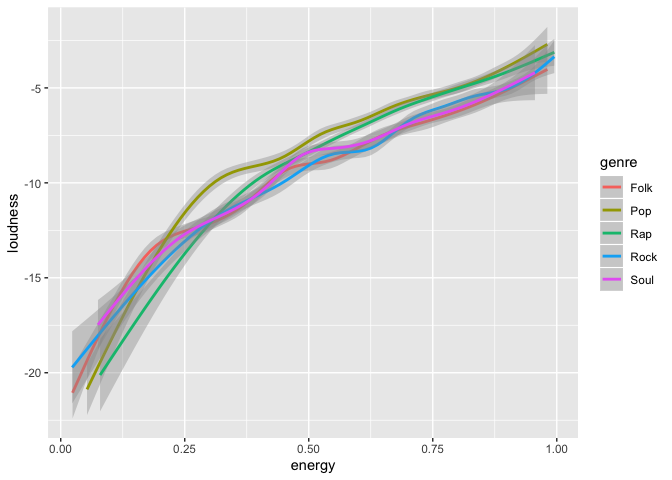 -5
-10
-15
-20
loudness
0.00
0.25
0.50
0.75
1.00
energy
genre
Folk
Pop
Rap
Rock
Soul